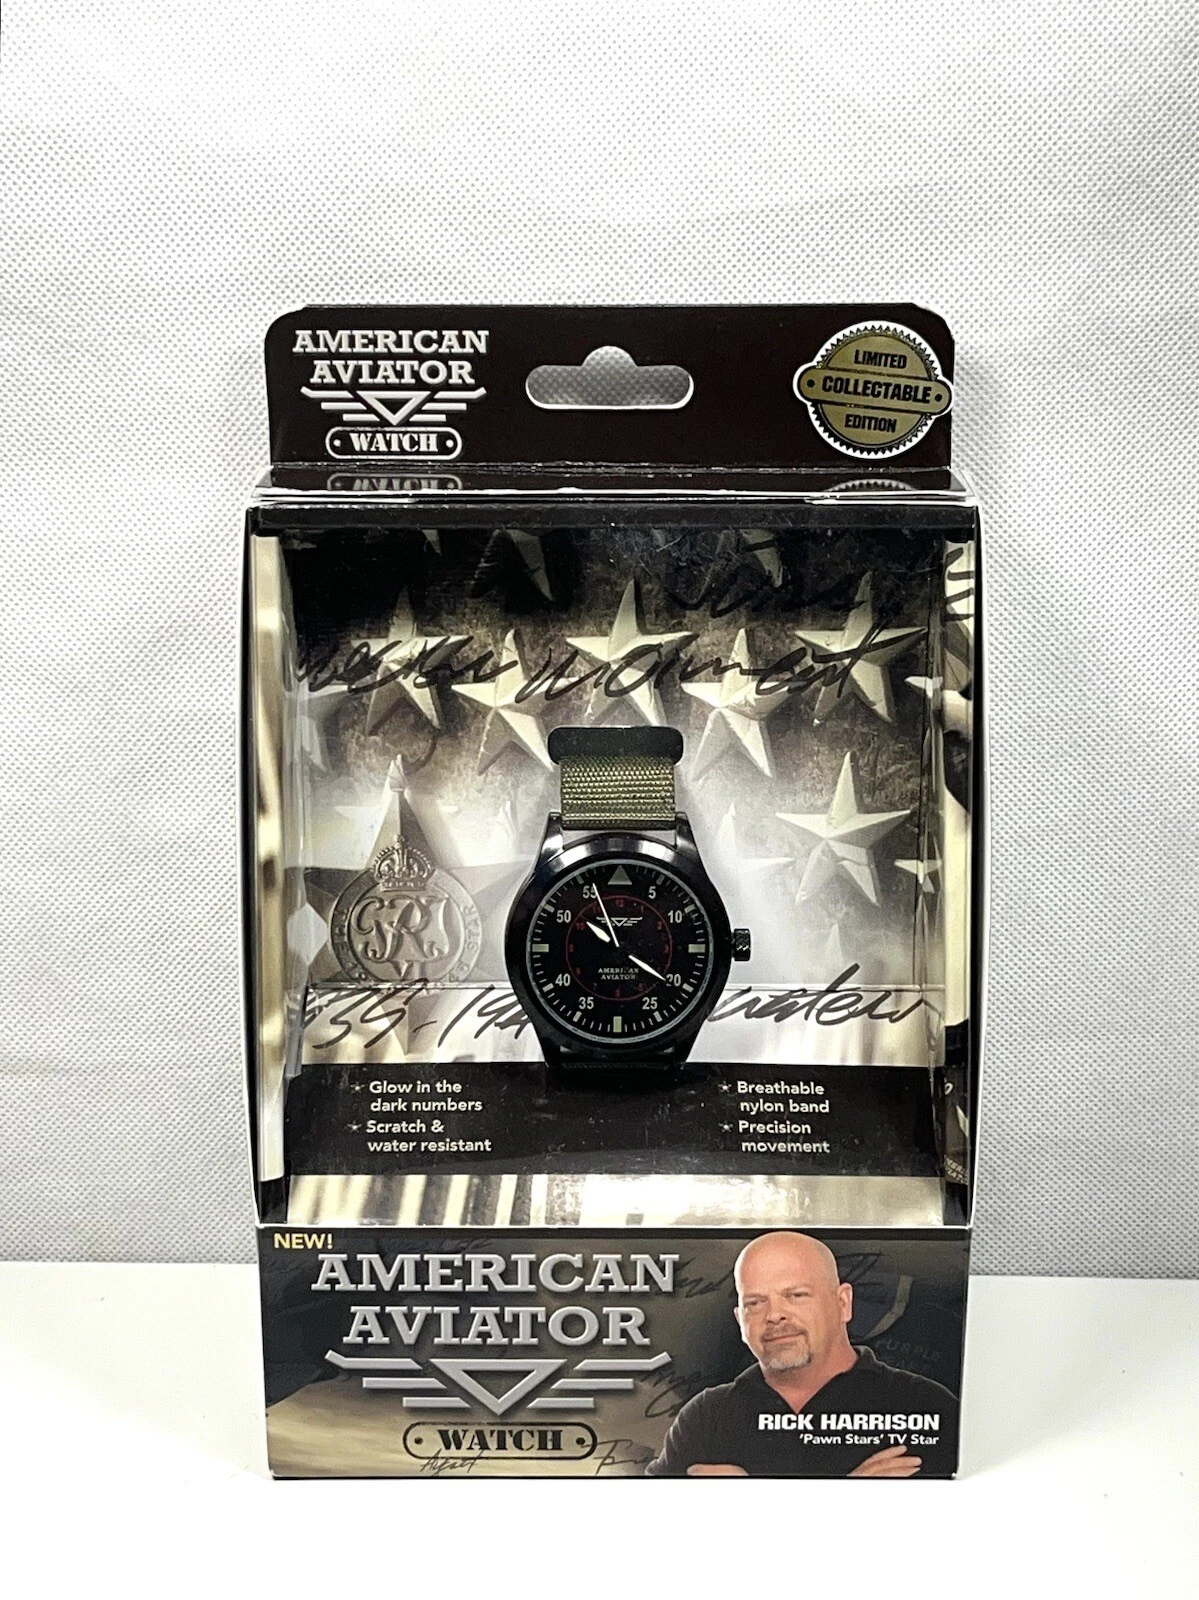 AMERICAN
AVIATOR
WATCH
LIMITED
COLLECTABLE
EDITION
moment
55 5
50 10
40 20
35 25
AMERICAN
AVIATOR
Glow in the
dark numbers
Scratch &
water resistant
Breathable
nylon band
Precision
movement
NEW!
AMERICAN
AVIATOR
WATCH
PURPLE
RICK HARRISON
'Pawn Stars' TV Star